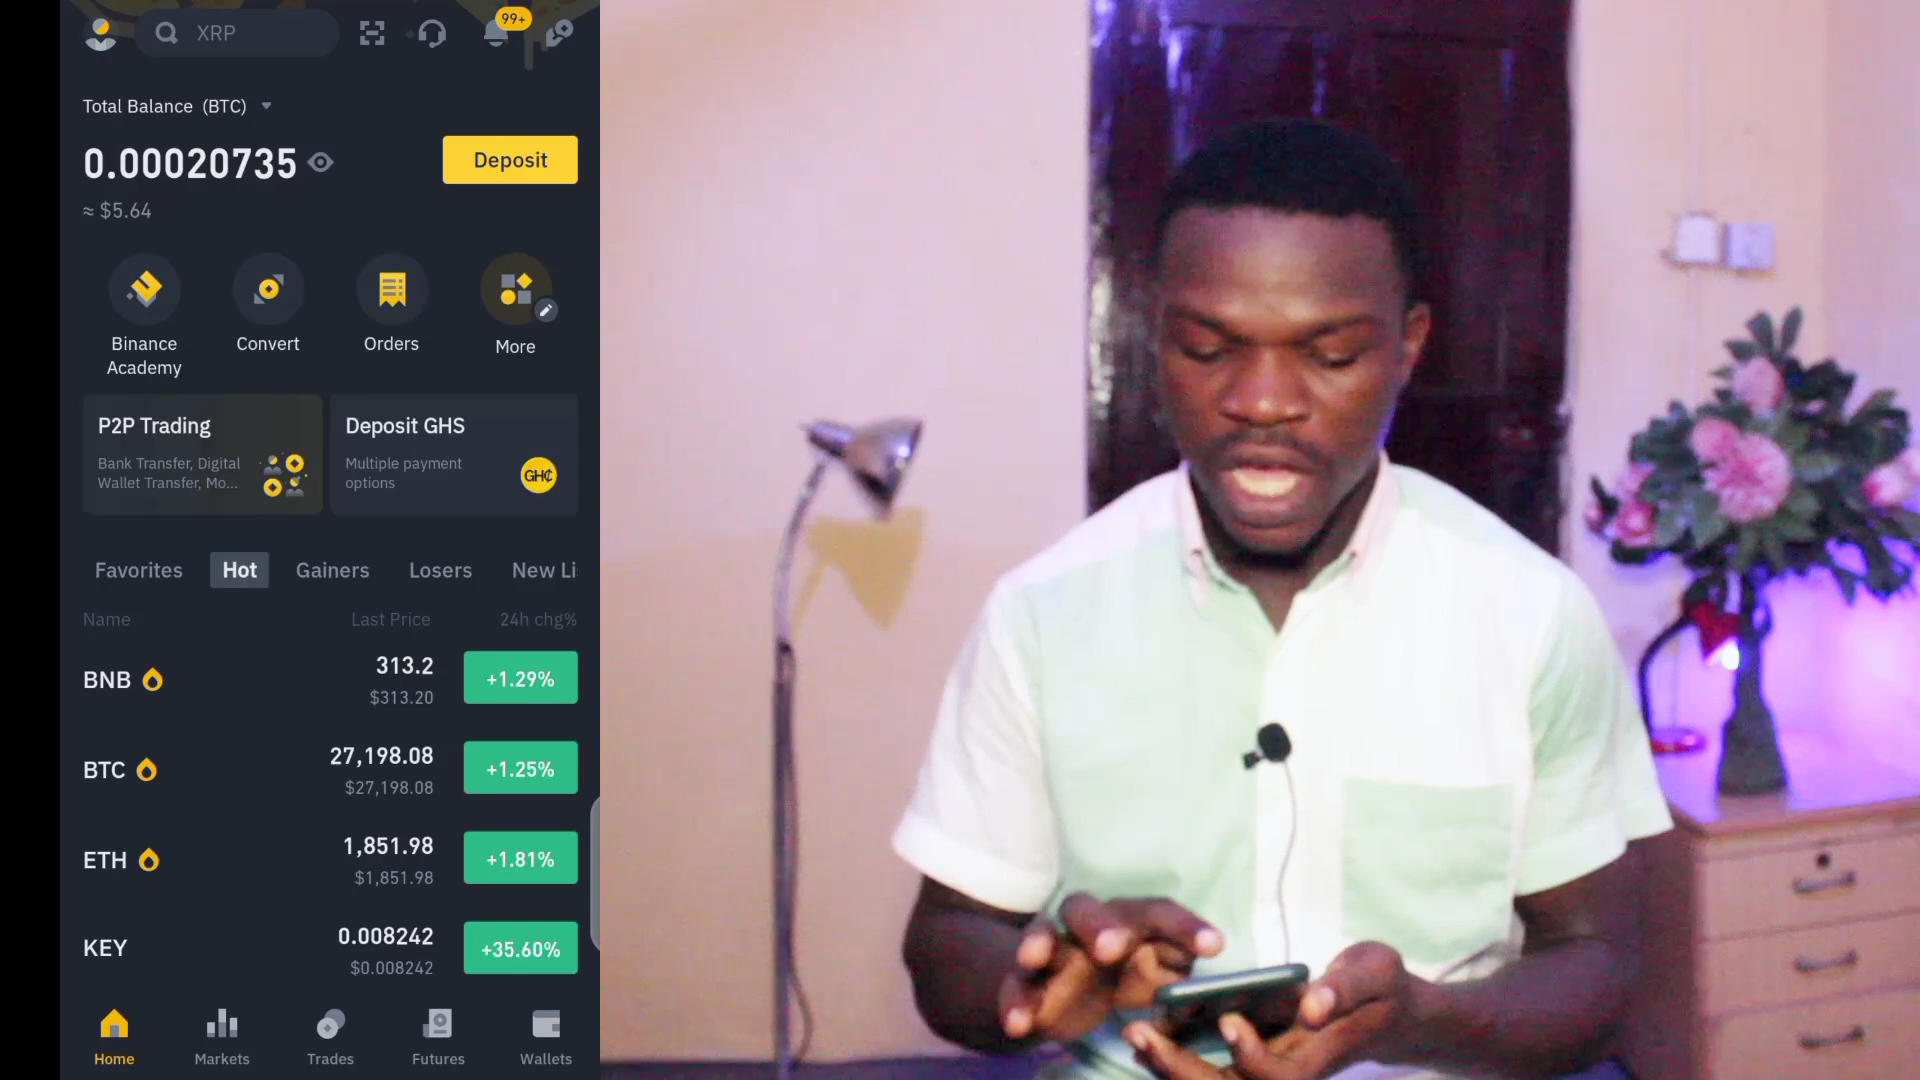 XRP
99+
Total Balance (BTC)
0.00020735
Deposit
≈ $5.64
Binance
Academy
Convert
Orders
More
P2P Trading
Bank Transfer, Digital
Wallet Transfer, Mo...
Deposit GHS
Multiple payment
options
GH₵
Favorites Hot Gainers Losers New Li
Name Last Price 24h chg%
BNB 313.2 +1.29%
$313.20
BTC 27,198.08 +1.25%
$27,198.08
ETH 1,851.98 +1.81%
$1,851.98
KEY 0.008242 +35.60%
$0.008242
Home Markets Trades Futures Wallets